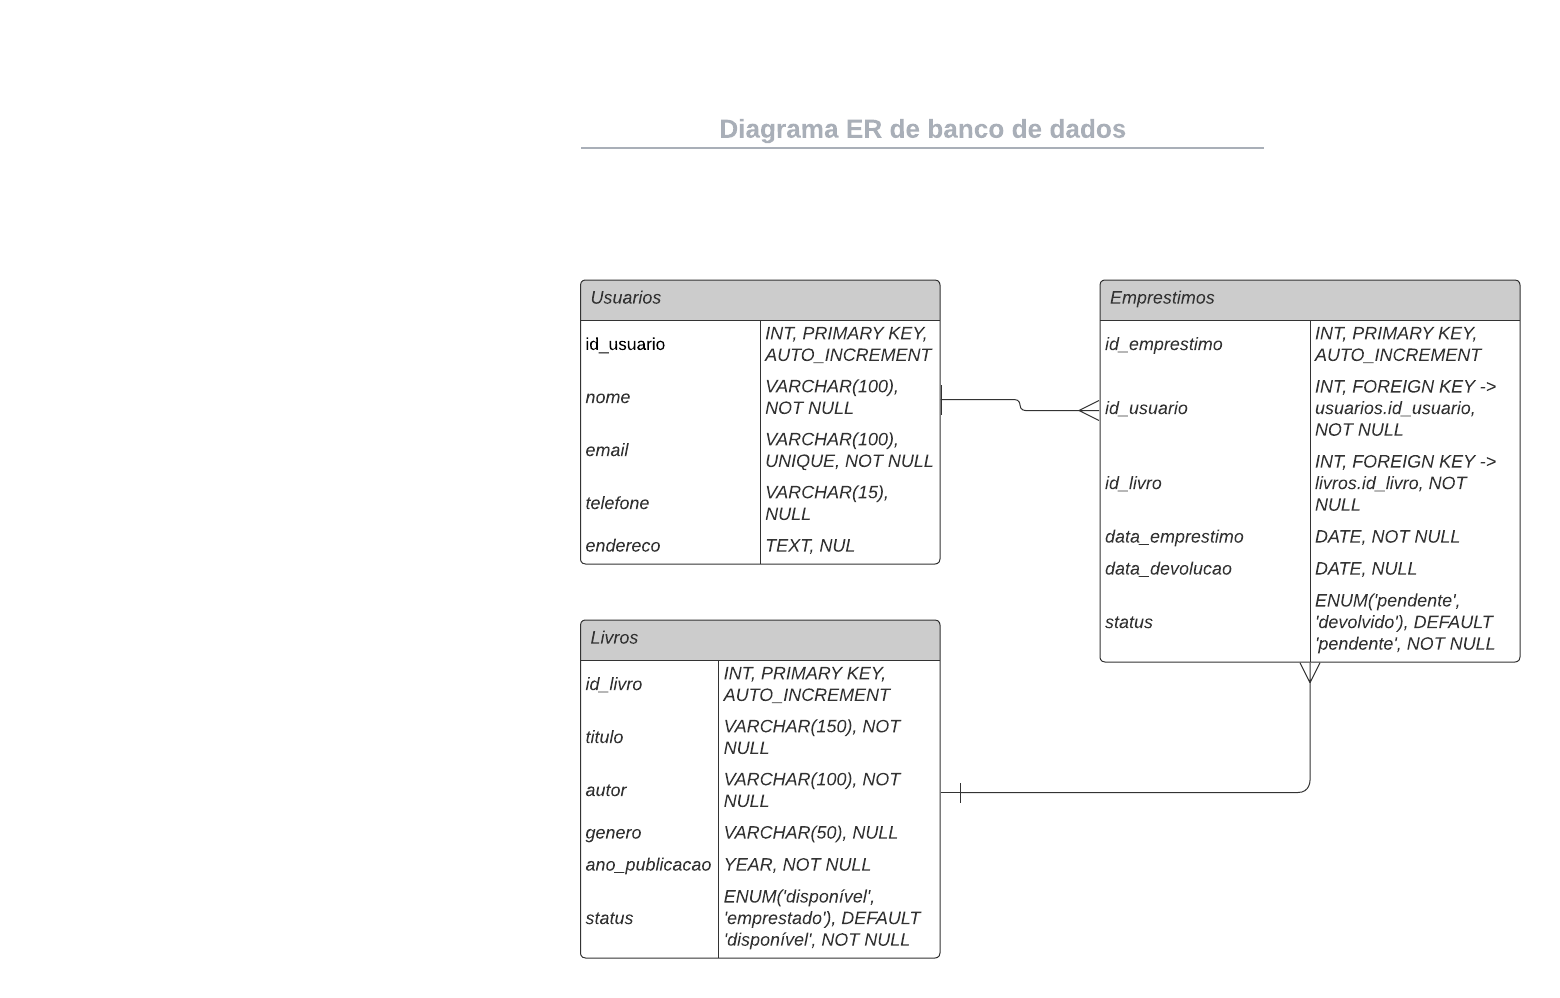 Diagrama ER de banco de dados
Usuarios
id_usuario
INT, PRIMARY KEY,
AUTO_INCREMENT
nome
VARCHAR(100),
NOT NULL
email
VARCHAR(100),
UNIQUE, NOT NULL
telefone
VARCHAR(15),
NULL
endereco
TEXT, NUL
Emprestimos
id_emprestimo
INT, PRIMARY KEY,
AUTO_INCREMENT
id_usuario
INT, FOREIGN KEY ->
usuarios.id_usuario,
NOT NULL
id_livro
INT, FOREIGN KEY ->
livros.id_livro, NOT
NULL
data_emprestimo
DATE, NOT NULL
data_devolucao
DATE, NULL
status
ENUM('pendente',
'devolvido'), DEFAULT
'pendente', NOT NULL
Livros
id_livro
INT, PRIMARY KEY,
AUTO_INCREMENT
titulo
VARCHAR(150), NOT
NULL
autor
VARCHAR(100), NOT
NULL
genero
VARCHAR(50), NULL
ano_publicacao
YEAR, NOT NULL
status
ENUM('disponível',
'emprestado'), DEFAULT
'disponível', NOT NULL